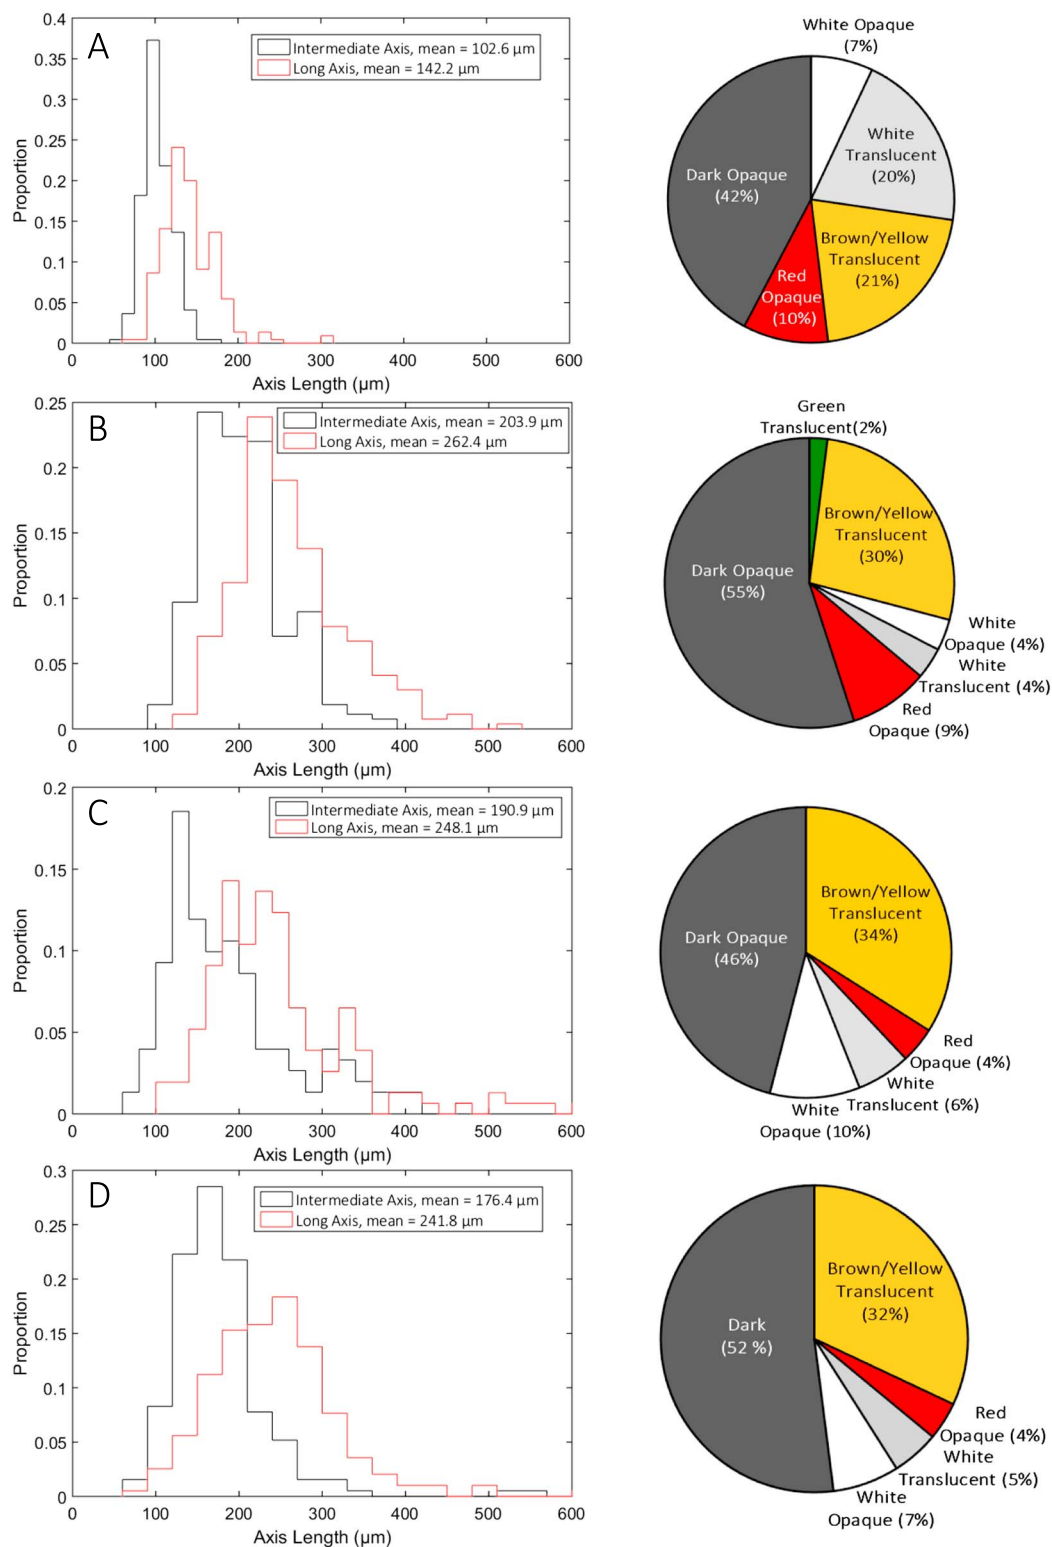 A
0.4
0.35
0.3
0.25
0.2
0.15
0.1
0.05
0
Proportion
Intermediate Axis, mean = 102.6 µm
Long Axis, mean = 142.2 µm
0 100 200 300 400 500 600
Axis Length (µm)
White Opaque
(7%)
White
Translucent
(20%)
Brown/Yellow
Translucent
(21%)
Red
Opaque
(10%)
Dark Opaque
(42%)
B
0.25
0.2
0.15
0.1
0.05
0
Proportion
Intermediate Axis, mean = 203.9 µm
Long Axis, mean = 262.4 µm
0 100 200 300 400 500 600
Axis Length (µm)
Green
Translucent(2%)
Brown/Yellow
Translucent
(30%)
White
Opaque (4%)
White
Translucent (4%)
Red
Opaque (9%)
Dark Opaque
(55%)
C
0.2
0.15
0.1
0.05
0
Proportion
Intermediate Axis, mean = 190.9 µm
Long Axis, mean = 248.1 µm
0 100 200 300 400 500 600
Axis Length (µm)
Brown/Yellow
Translucent
(34%)
Red
Opaque (4%)
White
Translucent (6%)
White
Opaque (10%)
Dark Opaque
(46%)
D
0.3
0.25
0.2
0.15
0.1
0.05
0
Proportion
Intermediate Axis, mean = 176.4 µm
Long Axis, mean = 241.8 µm
0 100 200 300 400 500 600
Axis Length (µm)
Brown/Yellow
Translucent
(32%)
Red
Opaque (4%)
White
Translucent (5%)
White
Opaque (7%)
Dark
(52 %)